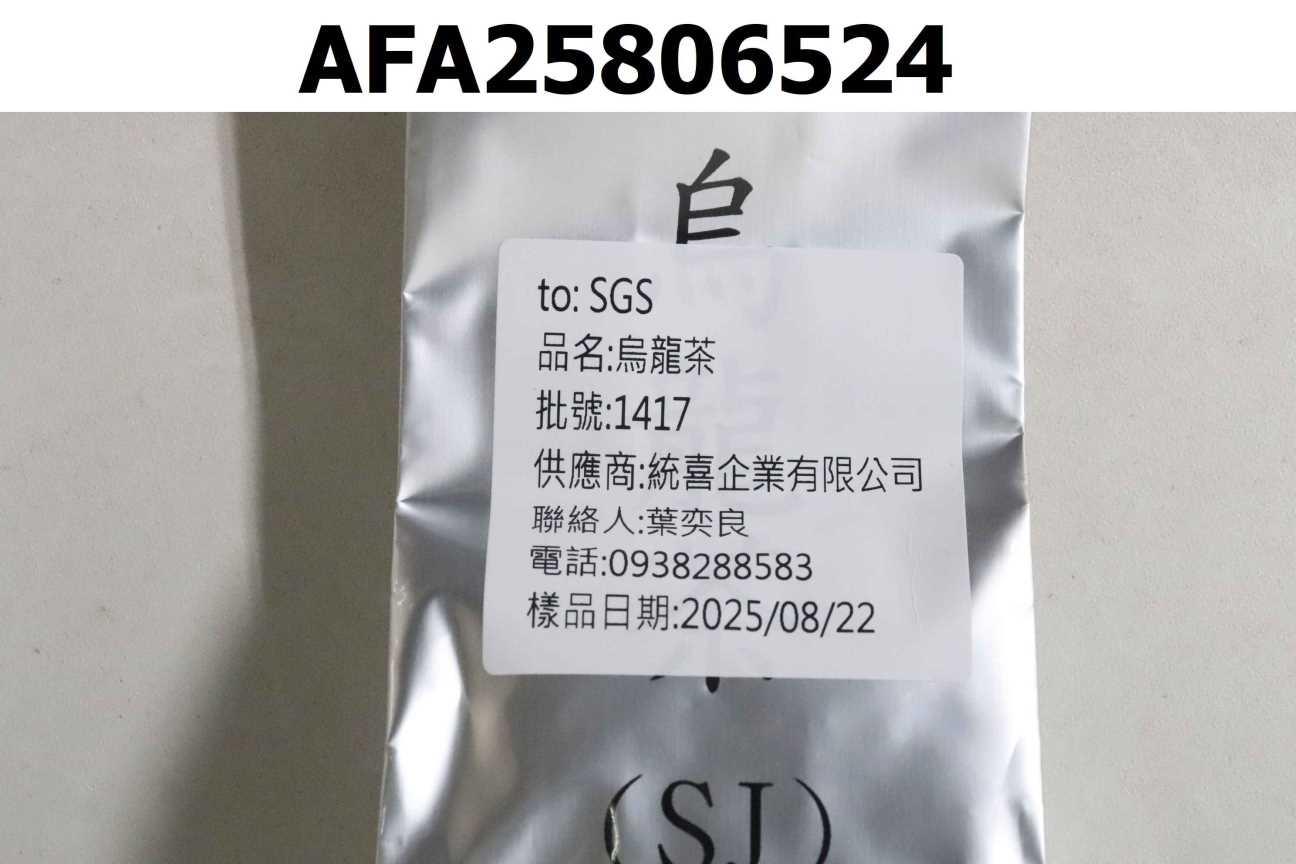 AFA25806524
烏
to: SGS
品名:烏龍茶
批號:1417
供應商:統喜企業有限公司
聯絡人:葉奕良
電話:0938288583
樣品日期:2025/08/22
(SJ)